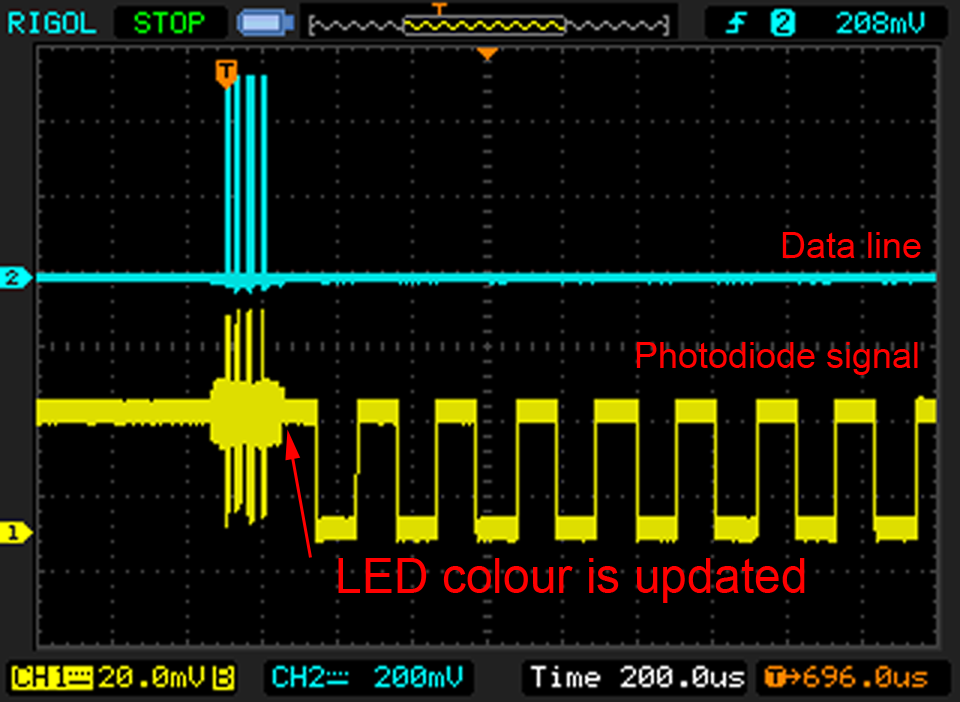 RIGOL STOP T 2 208mV
T
Data line
2
Photodiode signal
1
LED colour is updated
CH1 20.0mV B CH2 200mV Time 200.0us T→696.0us